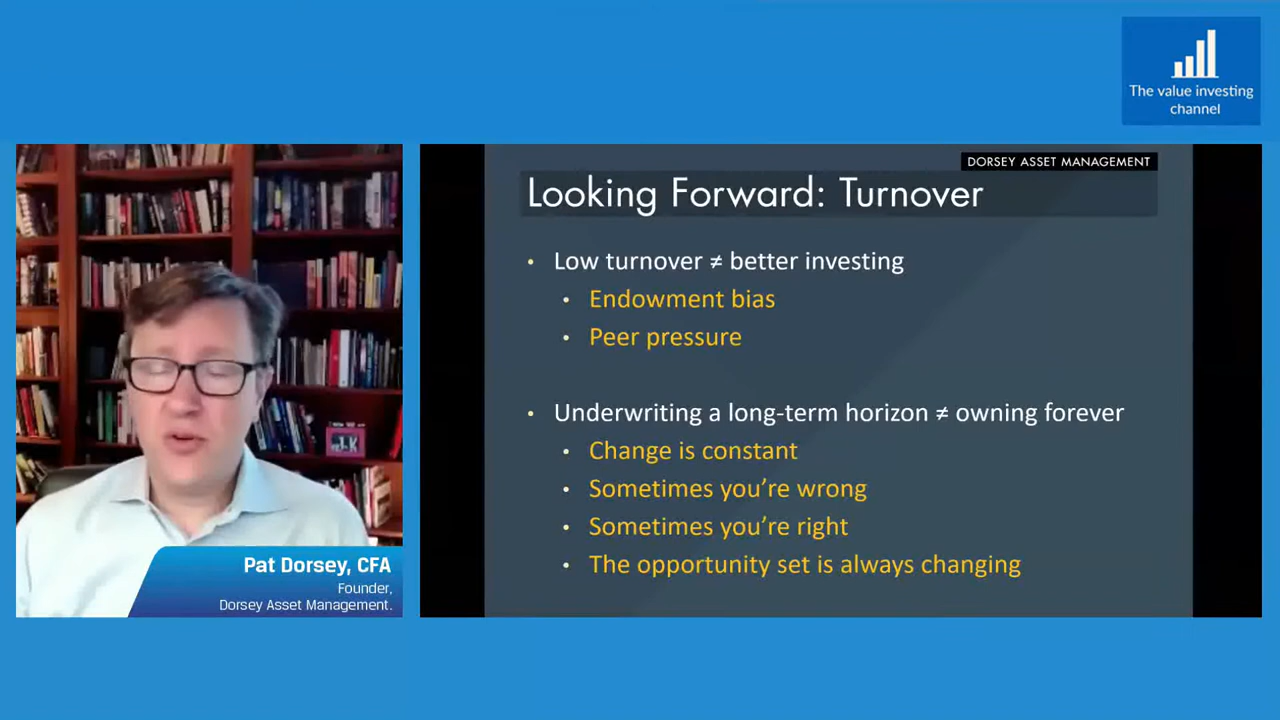 The value investing
channel
DORSEY ASSET MANAGEMENT
Looking Forward: Turnover
• Low turnover ≠ better investing
• Endowment bias
• Peer pressure
• Underwriting a long-term horizon ≠ owning forever
• Change is constant
• Sometimes you’re wrong
• Sometimes you’re right
• The opportunity set is always changing
J.K
Pat Dorsey, CFA
Founder,
Dorsey Asset Management.